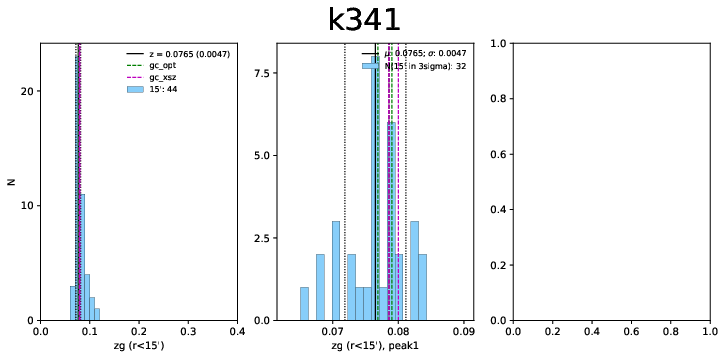 k341
N
20
10
0
0.0 0.1 0.2 0.3 0.4
zg (r<15')
z = 0.0765 (0.0047)
gc_opt
gc_xsz
15': 44
7.5
5.0
2.5
0.0
0.07 0.08 0.09
zg (r<15'), peak1
μ: 0.0765; σ: 0.0047
N(15' in 3sigma): 32
1.0
0.8
0.6
0.4
0.2
0.0
0.0 0.2 0.4 0.6 0.8 1.0